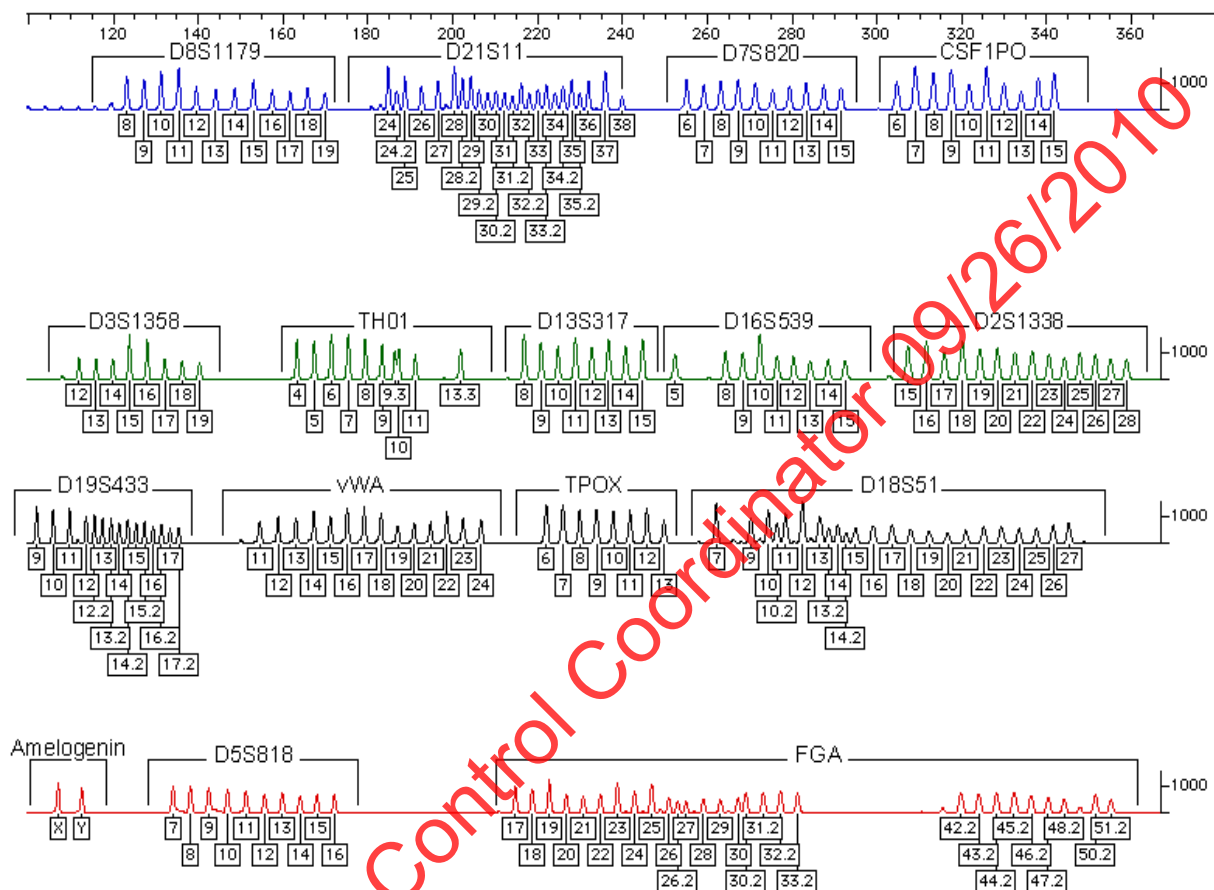 120 140 160 180 200 220 240 260 280 300 320 340 360
D8S1179 D21S11 D7S820 CSF1PO
1000
8 10 12 14 16 18 24 26 28 30 32 34 36 38 6 8 10 12 14 6 8 10 12 14
9 11 13 15 17 19 24.2 27 29 31 33 35 37 7 9 11 13 15 7 9 11 13 15
25 28.2 31.2 34.2
29.2 32.2 35.2
30.2 33.2
D3S1358 TH01 D13S317 D16S539 D2S1338
1000
12 14 16 18 4 6 8 9.3 11 13.3 8 10 12 14 5 8 10 12 14 15 17 19 21 23 25 27
13 15 17 19 5 7 9 9 11 13 15 9 11 13 15 16 18 20 22 24 26 28
10
D19S433 vWA TPOX D18S51
1000
9 11 13 15 17 11 13 15 17 19 21 23 6 8 10 12 7 9 11 13 15 17 19 21 23 25 27
10 12 14 16 12 14 16 18 20 22 24 7 9 11 13 10 12 14 16 18 20 22 24 26
12.2 15.2 10.2 13.2
13.2 16.2 14.2
14.2 17.2
Amelogenin D5S818 FGA
1000
X Y 7 9 11 13 15 17 19 21 23 25 27 29 31.2 42.2 45.2 48.2 51.2
8 10 12 14 16 18 20 22 24 26 28 30 32.2 43.2 46.2 50.2
26.2 30.2 33.2 44.2 47.2
Control Coordinator 09/26/2010